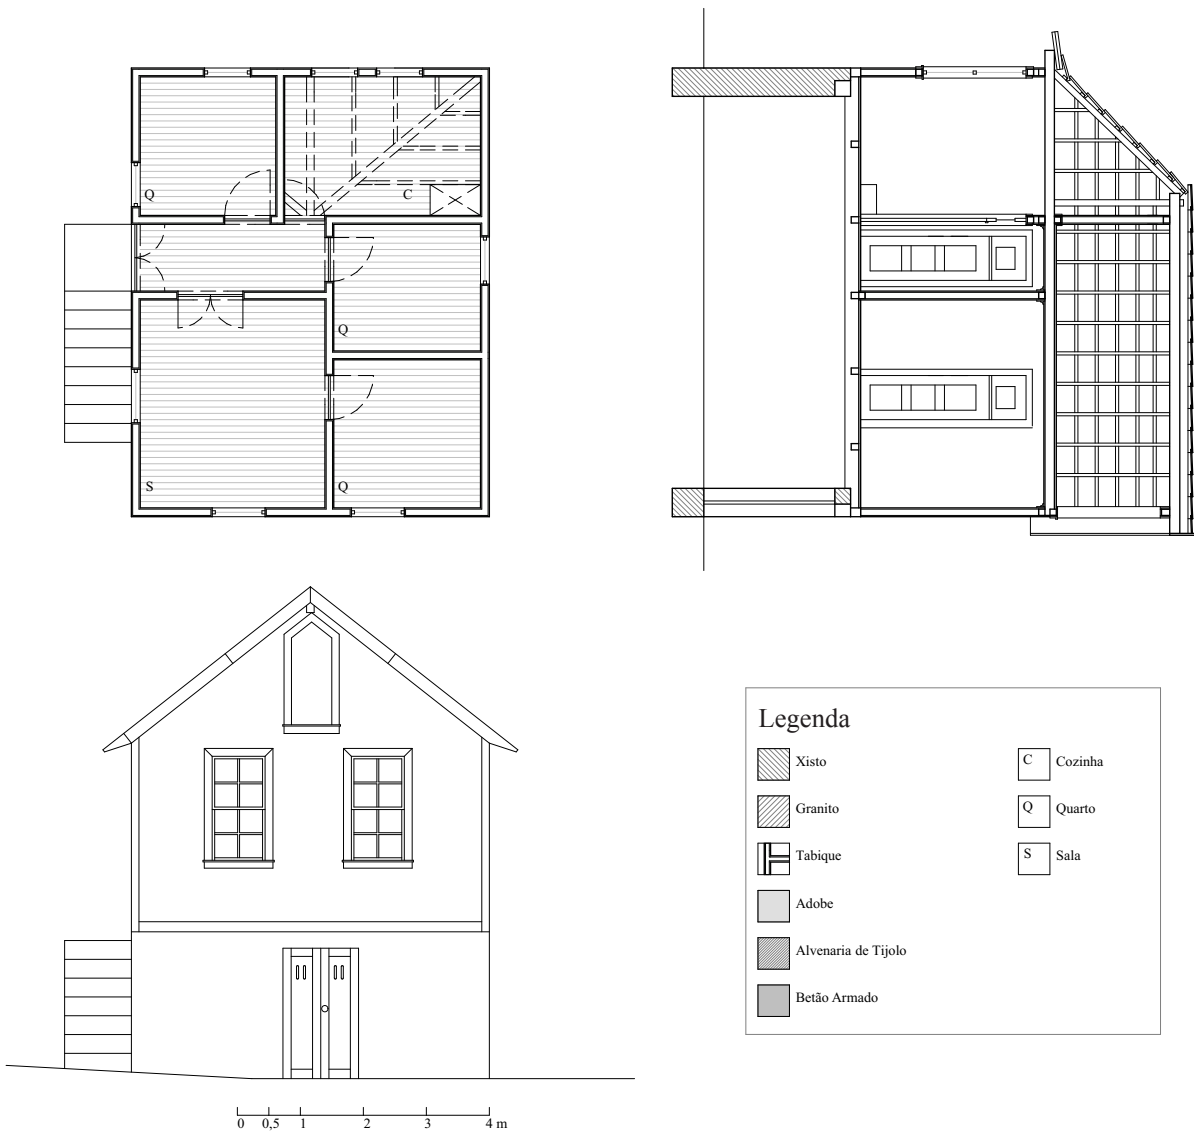 Q
C
Q
S
Q
Legenda
Xisto
Granito
Tabique
Adobe
Alvenaria de Tijolo
Betão Armado
C Cozinha
Q Quarto
S Sala
0 0,5 1 2 3 4 m